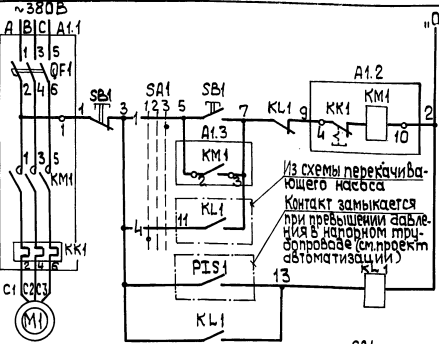 ~380В
A B C A1.1
"О
1 3 5
QF1
2 4 6
1
SB1
3
SA1
1 2 3
1
5
SB1
7
KL1
9
A1.2
KK1
KM1
4
10
2
1
A1.3
KM1
2 3
1 3 5
KM1
KL1
4
11
Из схемы перекачива-
ющего насоса
Контакт замыкается
при превышении давле-
ния в напорном тру-
бопроводе (см.проект
автоматизации)
PIS1
13
KL1
KK1
2 4 6
C1 C2 C3
M1
KL1